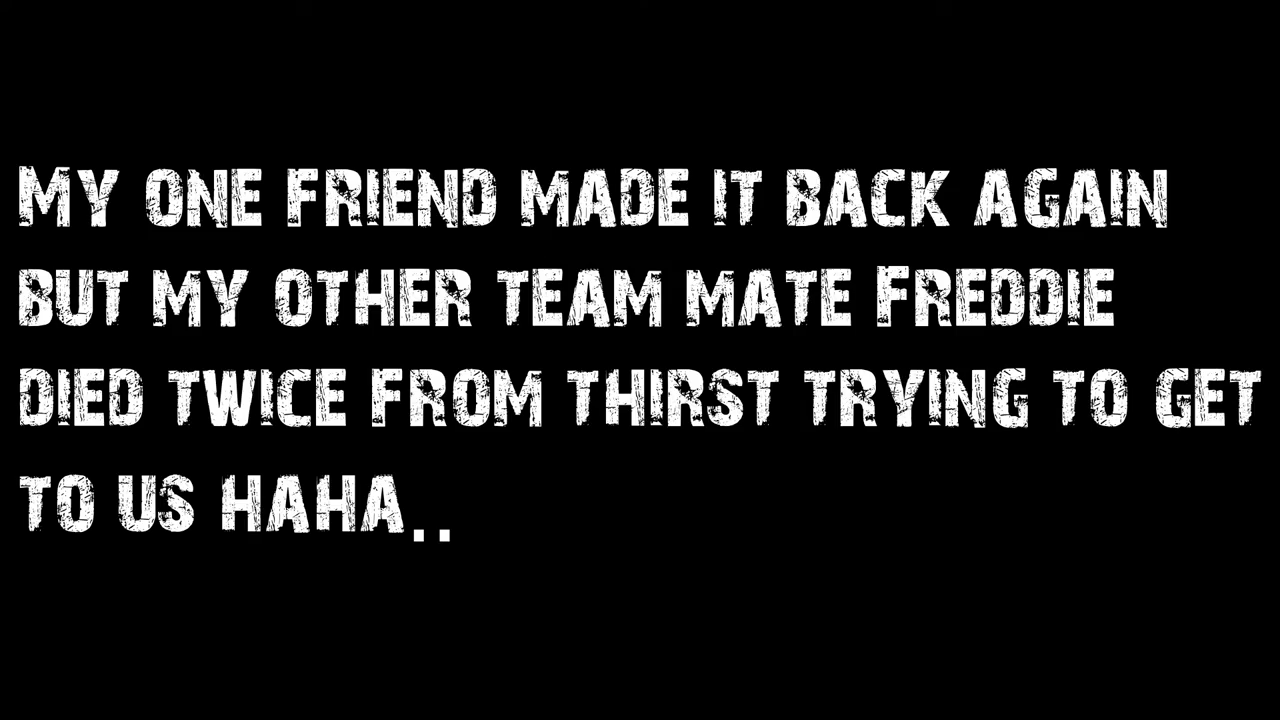 My one friend made it back again
but my other team mate Freddie
died twice from thirst trying to get
to us haha..